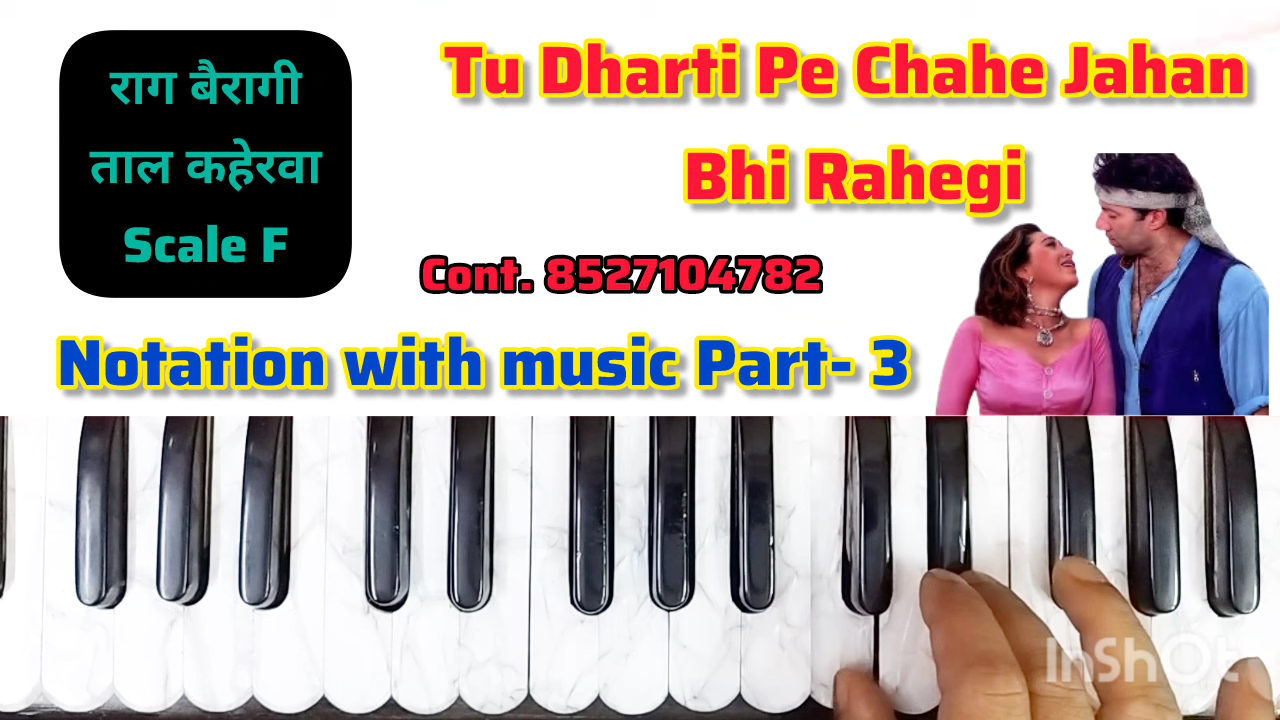 राग बैरागी
ताल कहेरवा
Scale F
Tu Dharti Pe Chahe Jahan
Bhi Rahegi
Cont. 8527104782
Notation with music Part- 3
InShOt